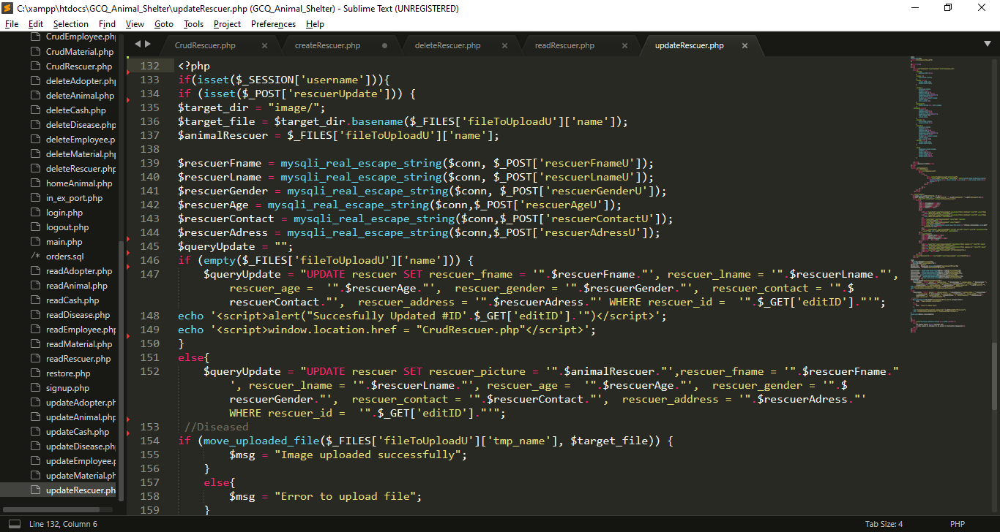 C:\xampp\htdocs\GCQ_Animal_Shelter\updateRescuer.php (GCQ_Animal_Shelter) - Sublime Text (UNREGISTERED)
File Edit Selection Find View Goto Tools Project Preferences Help
CrudEmployee.php
CrudMaterial.php
CrudRescuer.php
deleteAdopter.php
deleteAnimal.php
deleteCash.php
deleteDisease.php
deleteEmployee.p
deleteMaterial.php
deleteRescuer.php
homeAnimal.php
in_ex_port.php
login.php
logout.php
main.php
/* orders.sql
readAdopter.php
readAnimal.php
readCash.php
readDisease.php
readEmployee.php
readMaterial.php
readRescuer.php
restore.php
signup.php
updateAdopter.ph
updateAnimal.php
updateCash.php
updateDisease.php
updateEmployee.p
updateMaterial.ph
updateRescuer.ph
CrudRescuer.php createRescuer.php deleteRescuer.php readRescuer.php updateRescuer.php
132 <?php
133 if(isset($_SESSION['username'])){
134 if (isset($_POST['rescuerUpdate'])) {
135 $target_dir = "image/";
136 $target_file = $target_dir.basename($_FILES['fileToUploadU']['name']);
137 $animalRescuer = $_FILES['fileToUploadU']['name'];
138
139 $rescuerFname = mysqli_real_escape_string($conn, $_POST['rescuerFnameU']);
140 $rescuerLname = mysqli_real_escape_string($conn, $_POST['rescuerLnameU']);
141 $rescuerGender = mysqli_real_escape_string($conn, $_POST['rescuerGenderU']);
142 $rescuerAge = mysqli_real_escape_string($conn,$_POST['rescuerAgeU']);
143 $rescuerContact = mysqli_real_escape_string($conn,$_POST['rescuerContactU']);
144 $rescuerAdress = mysqli_real_escape_string($conn,$_POST['rescuerAdressU']);
145 $queryUpdate = "";
146 if (empty($_FILES['fileToUploadU']['name'])) {
147 $queryUpdate = "UPDATE rescuer SET rescuer_fname = '".$rescuerFname."', rescuer_lname = '".$rescuerLname."',
rescuer_age =  '".$rescuerAge."',  rescuer_gender = '".$rescuerGender."',  rescuer_contact = '".$
rescuerContact."',  rescuer_address = '".$rescuerAdress."' WHERE rescuer_id =  '".$_GET['editID']."'";
148 echo '<script>alert("Succesfully Updated #ID'.$_GET['editID'].'")</script>';
149 echo '<script>window.location.href = "CrudRescuer.php"</script>';
150 }
151 else{
152 $queryUpdate = "UPDATE rescuer SET rescuer_picture = '".$animalRescuer."',rescuer_fname = '".$rescuerFname."
', rescuer_lname = '".$rescuerLname."', rescuer_age =  '".$rescuerAge."',  rescuer_gender = '".$
rescuerGender."',  rescuer_contact = '".$rescuerContact."',  rescuer_address = '".$rescuerAdress."'
WHERE rescuer_id =  '".$_GET['editID']."'";
153 //Diseased
154 if (move_uploaded_file($_FILES['fileToUploadU']['tmp_name'], $target_file)) {
155 $msg = "Image uploaded successfully";
156 }
157 else{
158 $msg = "Error to upload file";
159 }
Line 132, Column 6 Tab Size: 4 PHP